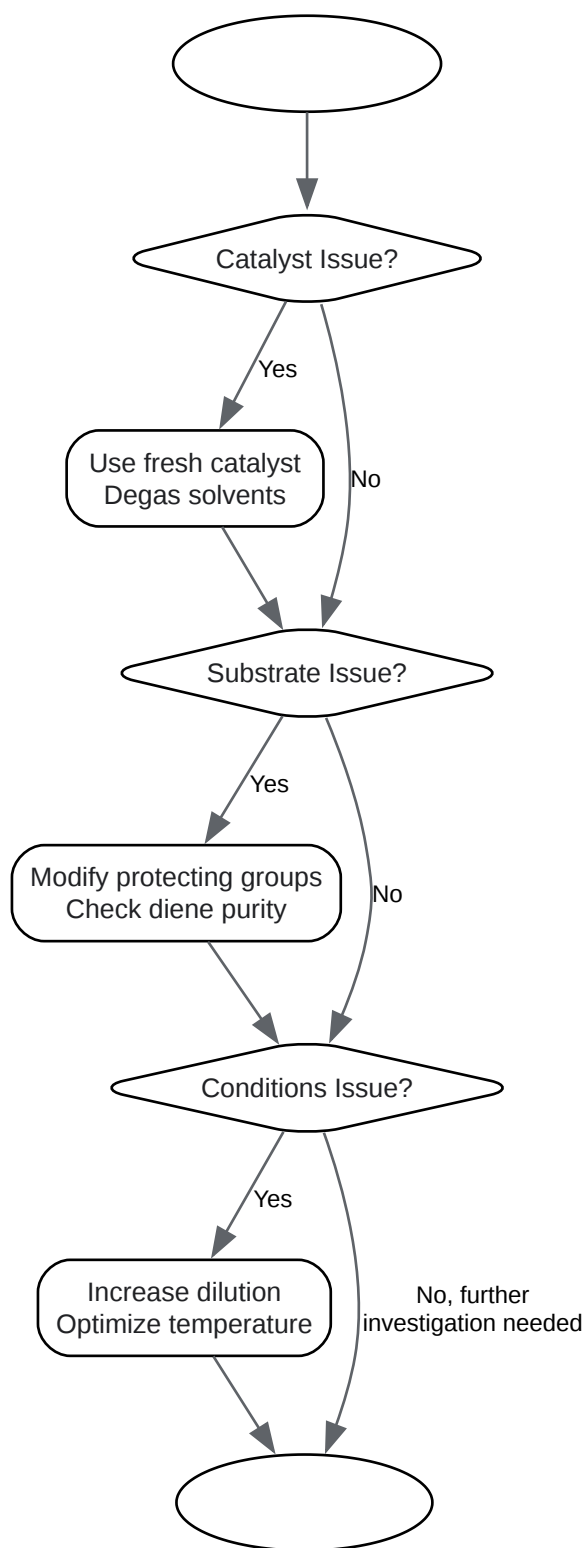 Catalyst Issue?
Yes
Use fresh catalyst
Degas solvents
No
Substrate Issue?
Yes
Modify protecting groups
Check diene purity
No
Conditions Issue?
Yes
Increase dilution
Optimize temperature
No, further
investigation needed